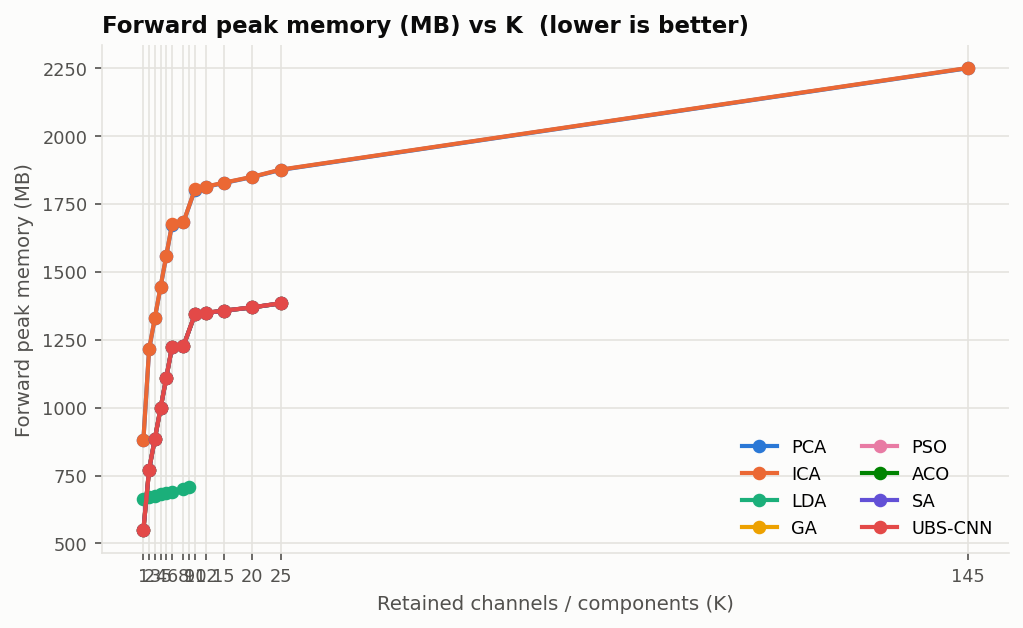 Forward peak memory (MB) vs K  (lower is better)
Forward peak memory (MB)
2250
2000
1750
1500
1250
1000
750
500
PCA
ICA
LDA
GA
PSO
ACO
SA
UBS-CNN
15 20 25 145
Retained channels / components (K)